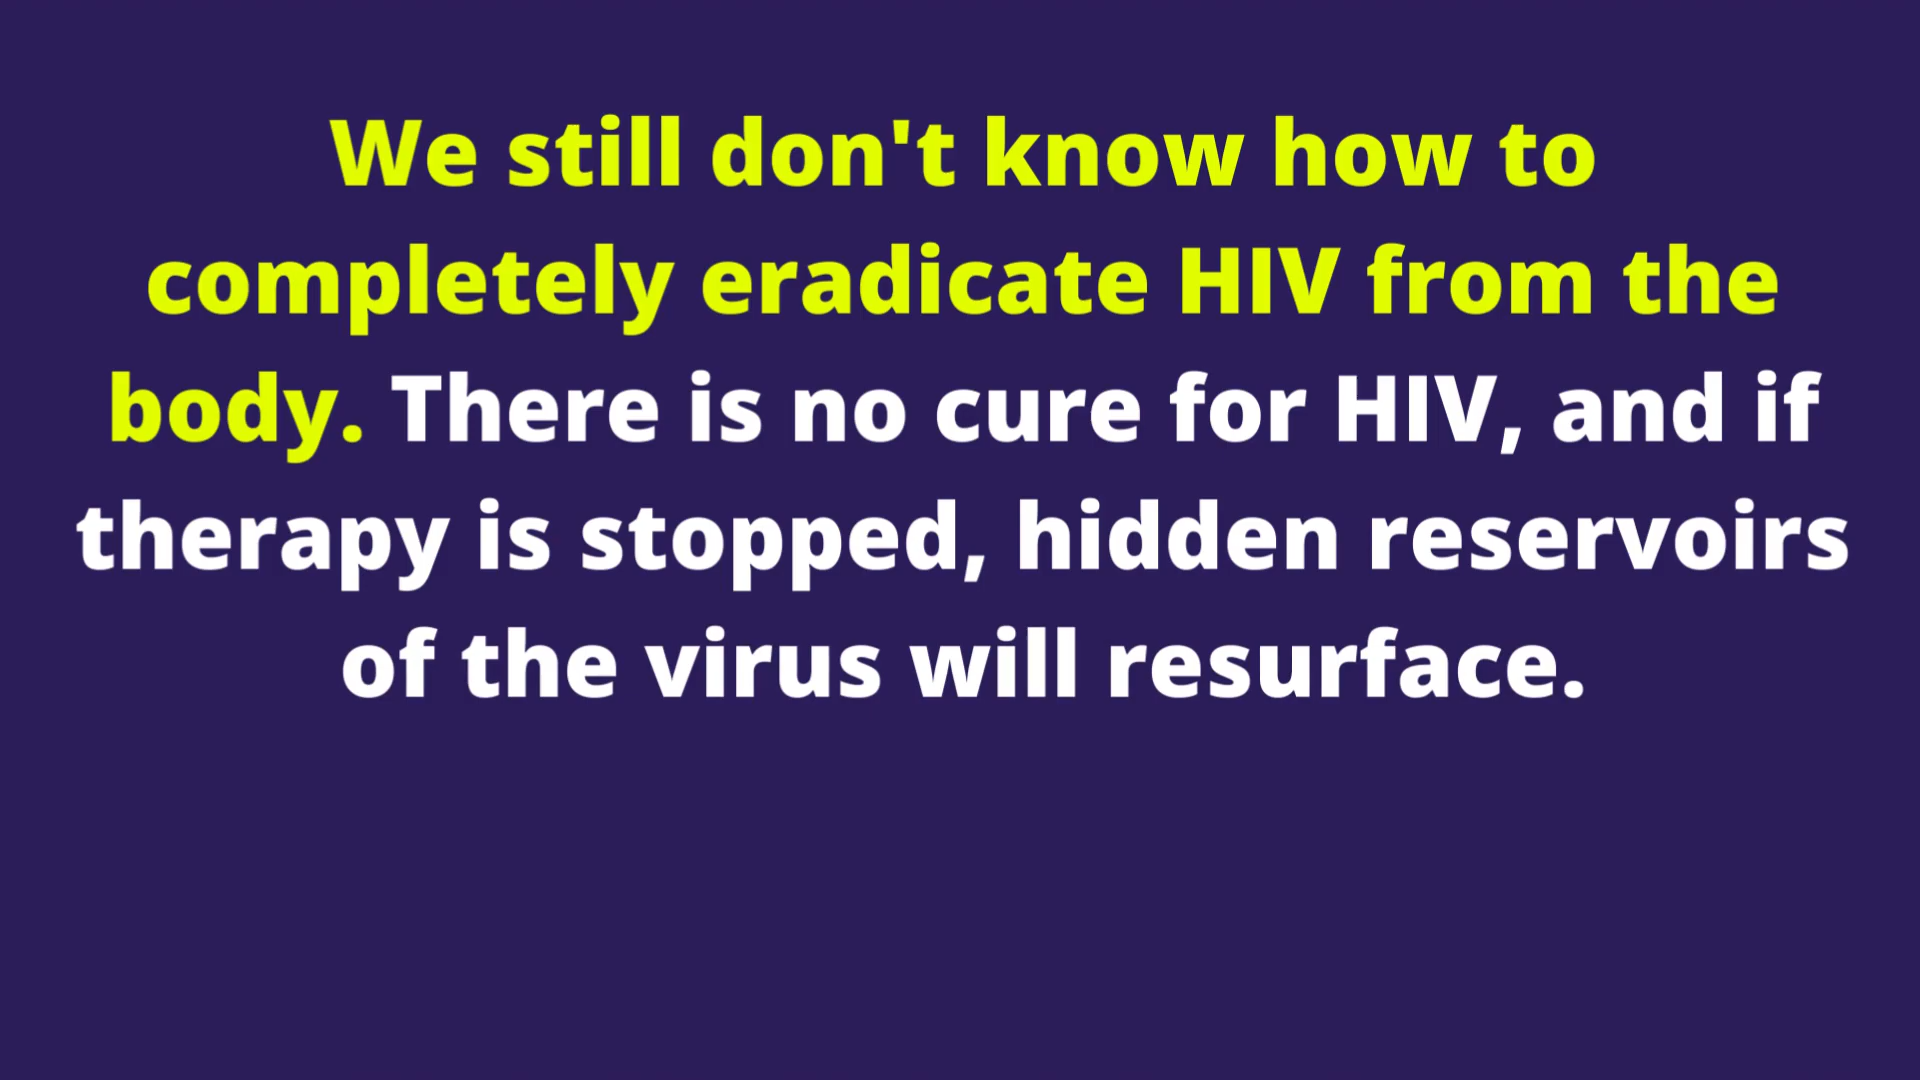 We still don't know how to
completely eradicate HIV from the
body. There is no cure for HIV, and if
therapy is stopped, hidden reservoirs
of the virus will resurface.